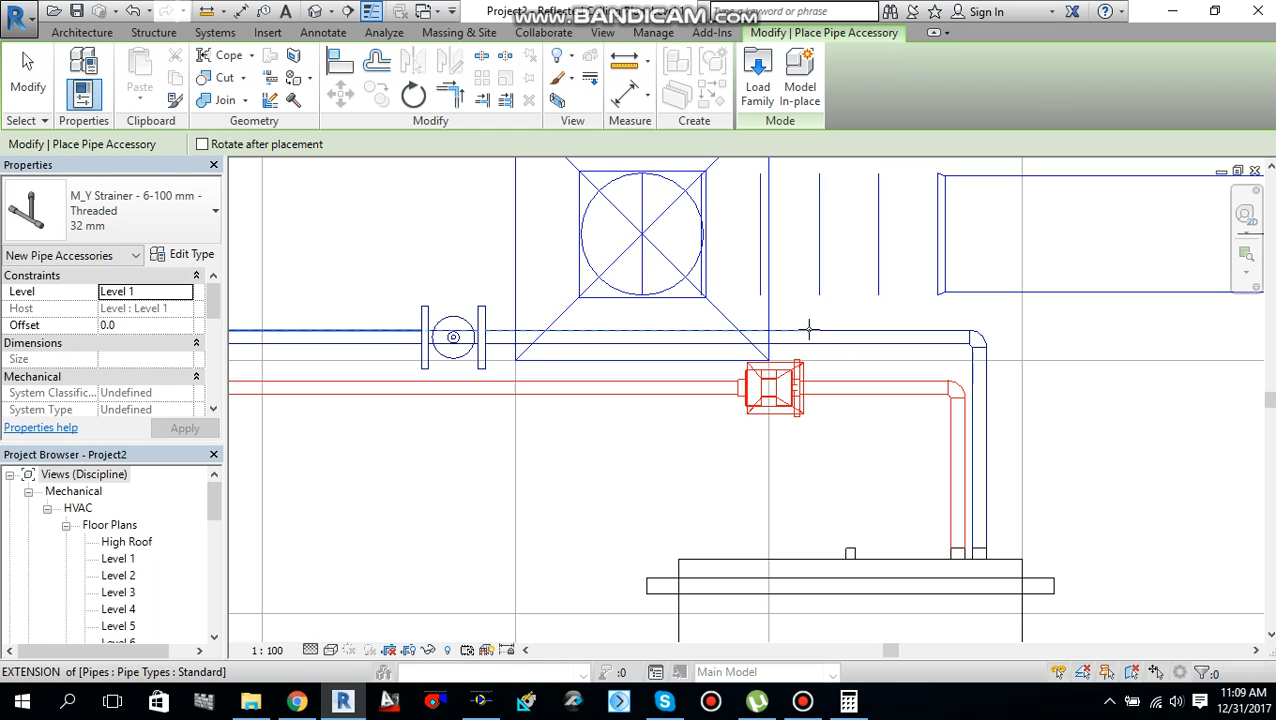 Project2 - Reflected Ceiling Plan
www.BANDICAM.com
keyword or phrase
Sign In
Architecture Structure Systems Insert Annotate Analyze Massing & Site Collaborate View Manage Add-Ins Modify | Place Pipe Accessory
Modify
Paste
Cope
Cut
Join
Load Family
Model In-place
Select Properties Clipboard Geometry Modify View Measure Create Mode
Modify | Place Pipe Accessory Rotate after placement
Properties
M_Y Strainer - 6-100 mm - Threaded
32 mm
New Pipe Accessories Edit Type
Constraints
Level Level 1
Host Level : Level 1
Offset 0.0
Dimensions
Size
Mechanical
System Classific... Undefined
System Type Undefined
Properties help Apply
Project Browser - Project2
Views (Discipline)
Mechanical
HVAC
Floor Plans
High Roof
Level 1
Level 2
Level 3
Level 4
Level 5
Level 6
2D
1 : 100
EXTENSION of [Pipes : Pipe Types : Standard] :0 Main Model :0
11:09 AM
12/31/2017